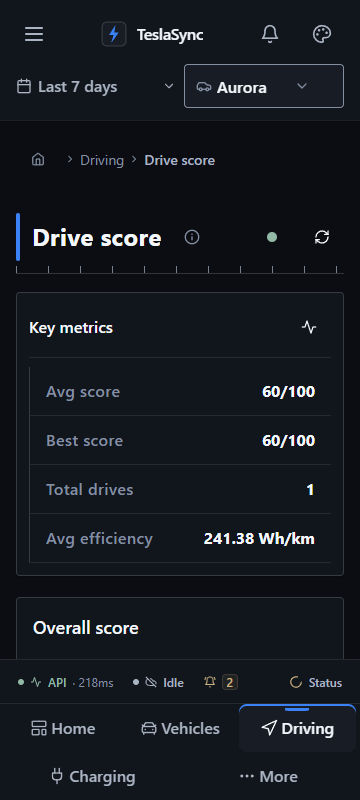 TeslaSync
Last 7 days
Aurora
Driving
Drive score
Drive score
Key metrics
Avg score 60/100
Best score 60/100
Total drives 1
Avg efficiency 241.38 Wh/km
Overall score
API · 218ms Idle 2 Status
Home Vehicles Driving
Charging More